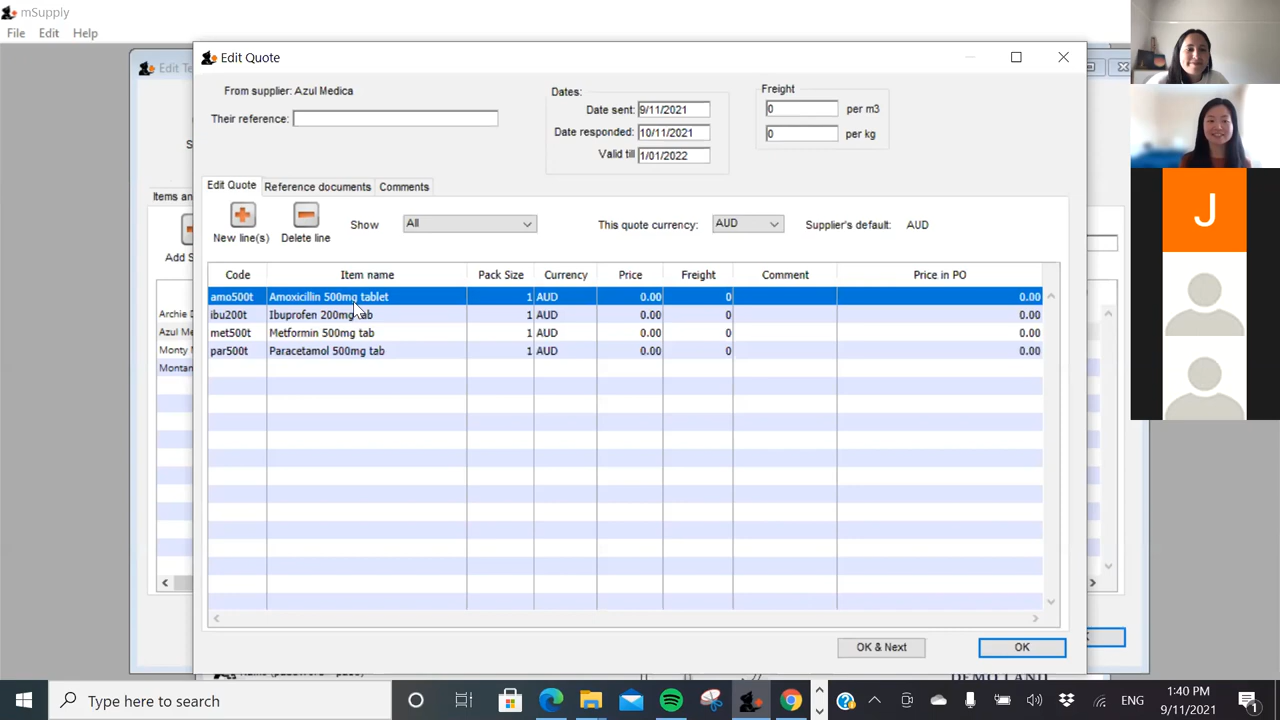 mSupply
File Edit Help
Edit Te
Edit Quote
From supplier: Azul Medica
Their reference:
Dates:
Date sent: 9/11/2021
Date responded: 10/11/2021
Valid till 1/01/2022
Freight
0 per m3
0 per kg
Items an
Add S
Archie
Azul Me
Monty
Montan
Edit Quote Reference documents Comments
New line(s) Delete line Show All This quote currency: AUD Supplier's default: AUD
Code Item name Pack Size Currency Price Freight Comment Price in PO
amo500t Amoxicillin 500mg tablet 1 AUD 0.00 0 0.00
ibu200t Ibuprofen 200mg tab 1 AUD 0.00 0 0.00
met500t Metformin 500mg tab 1 AUD 0.00 0 0.00
par500t Paracetamol 500mg tab 1 AUD 0.00 0 0.00
OK & Next OK
J
Type here to search
ENG
1:40 PM
9/11/2021
1